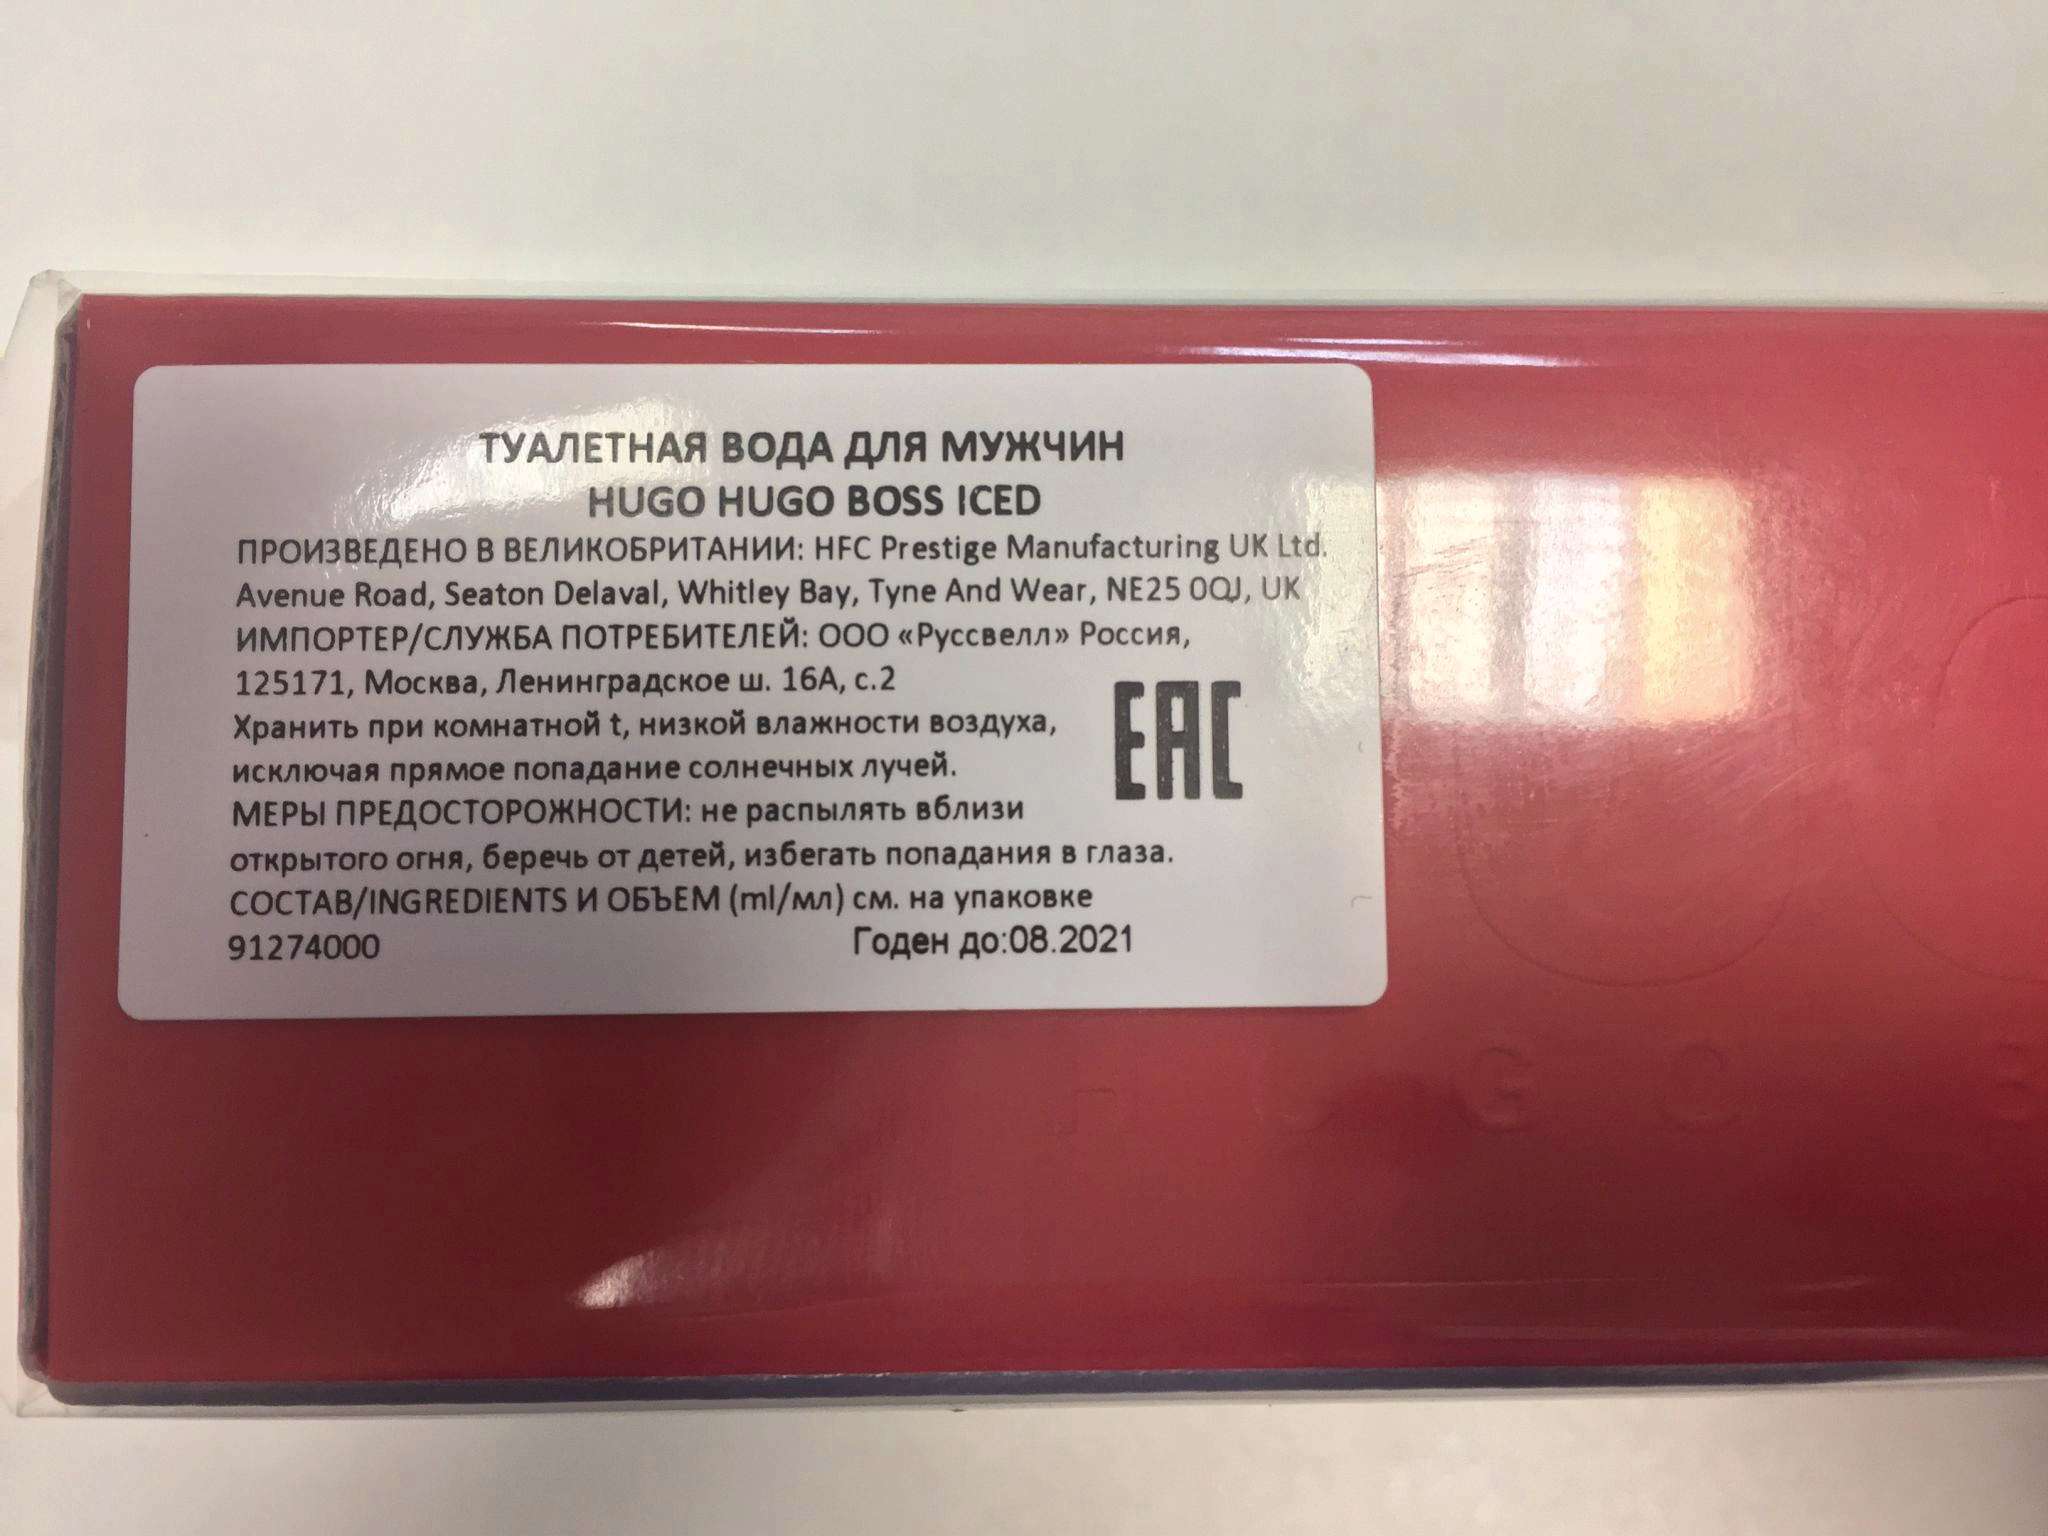 ТУАЛЕТНАЯ ВОДА ДЛЯ МУЖЧИН
HUGO HUGO BOSS ICED
ПРОИЗВЕДЕНО В ВЕЛИКОБРИТАНИИ: HFC Prestige Manufacturing UK Ltd.
Avenue Road, Seaton Delaval, Whitley Bay, Tyne And Wear, NE25 0QJ, UK
ИМПОРТЕР/СЛУЖБА ПОТРЕБИТЕЛЕЙ: ООО «Руссвелл» Россия,
125171, Москва, Ленинградское ш. 16А, с.2
Хранить при комнатной t, низкой влажности воздуха,
исключая прямое попадание солнечных лучей.
EAC
МЕРЫ ПРЕДОСТОРОЖНОСТИ: не распылять вблизи
открытого огня, беречь от детей, избегать попадания в глаза.
СОСТАВ/INGREDIENTS И ОБЪЕМ (ml/мл) см. на упаковке
91274000 Годен до:08.2021